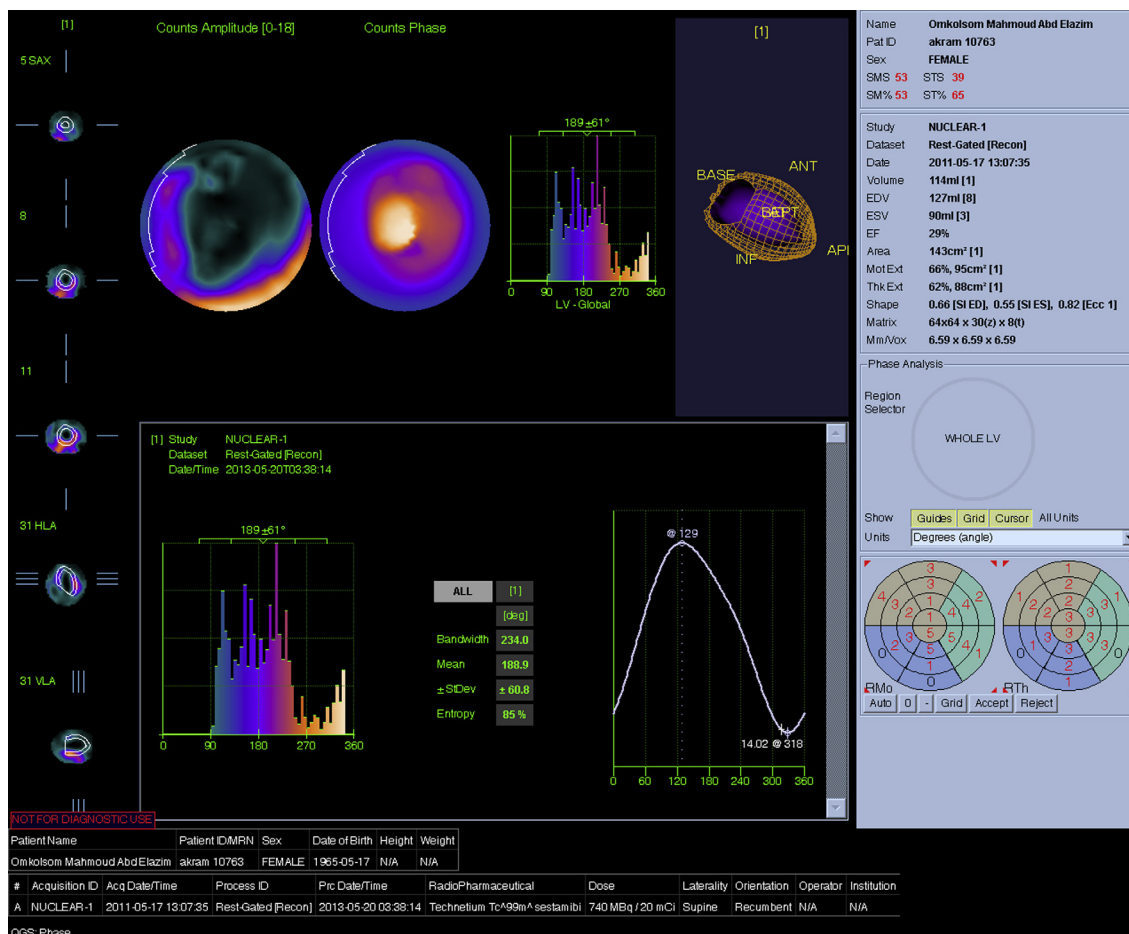 [1]
Counts Amplitude [0-18]
Counts Phase
[1]
5 SAX
8
11
31 HLA
31 VLA
189 ±61°
0 90 180 270 360
LV - Global
BASE
ANT
SEPT
INF
API
Name Omkolsom Mahmoud Abd Elazim
Pat ID akram 10763
Sex FEMALE
SMS 53 STS 39
SM% 53 ST% 65
Study NUCLEAR-1
Dataset Rest-Gated [Recon]
Date 2011-05-17 13:07:35
Volume 114ml [1]
EDV 127ml [8]
ESV 90ml [3]
EF 29%
Area 143cm² [1]
Mot Ext 66%, 95cm² [1]
Thk Ext 62%, 88cm² [1]
Shape 0.66 [SI ED], 0.55 [SI ES], 0.82 [Ecc 1]
Matrix 64x64 x 30(z) x 8(t)
Mm/Vox 6.59 x 6.59 x 6.59
Phase Analysis
Region
Selector
WHOLE LV
Show Guides Grid Cursor All Units
Units Degrees (angle)
[1] Study NUCLEAR-1
Dataset Rest-Gated [Recon]
Date/Time 2013-05-20T03:38:14
189 ±61°
0 90 180 270 360
ALL [1]
[deg]
Bandwidth 234.0
Mean 188.9
± StDev ± 60.8
Entropy 85 %
@ 129
14.02 @ 318
0 60 120 180 240 300 360
RMo
RTh
Auto 0 - Grid Accept Reject
NOT FOR DIAGNOSTIC USE
Patient Name Patient ID/MRN Sex Date of Birth Height Weight
Omkolsom Mahmoud Abd Elazim akram 10763 FEMALE 1965-05-17 N/A N/A
# Acquisition ID Acq Date/Time Process ID Prc Date/Time RadioPharmaceutical Dose Laterality Orientation Operator Institution
A NUCLEAR-1 2011-05-17 13:07:35 Rest-Gated [Recon] 2013-05-20 03:38:14 Technetium Tc^99m^ sestamibi 740 MBq / 20 mCi Supine Recumbent N/A N/A
QGS: Phase